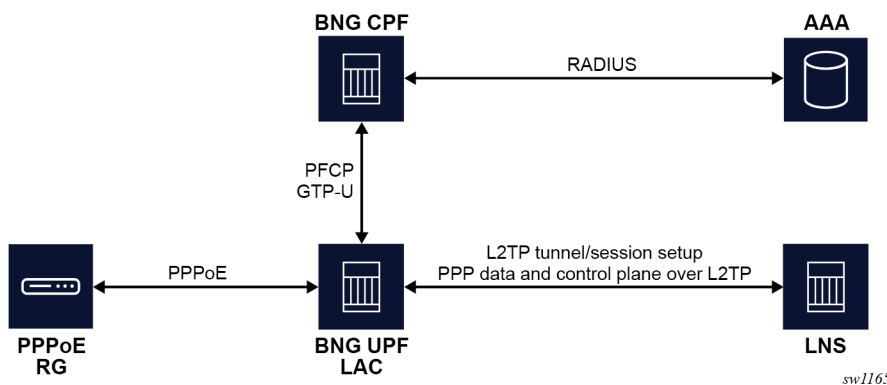 BNG CPF
AAA
RADIUS
PFCP
GTP-U
L2TP tunnel/session setup
PPPoE
PPP data and control plane over L2TP
PPPoE
RG
BNG UPF
LAC
LNS
sw1165